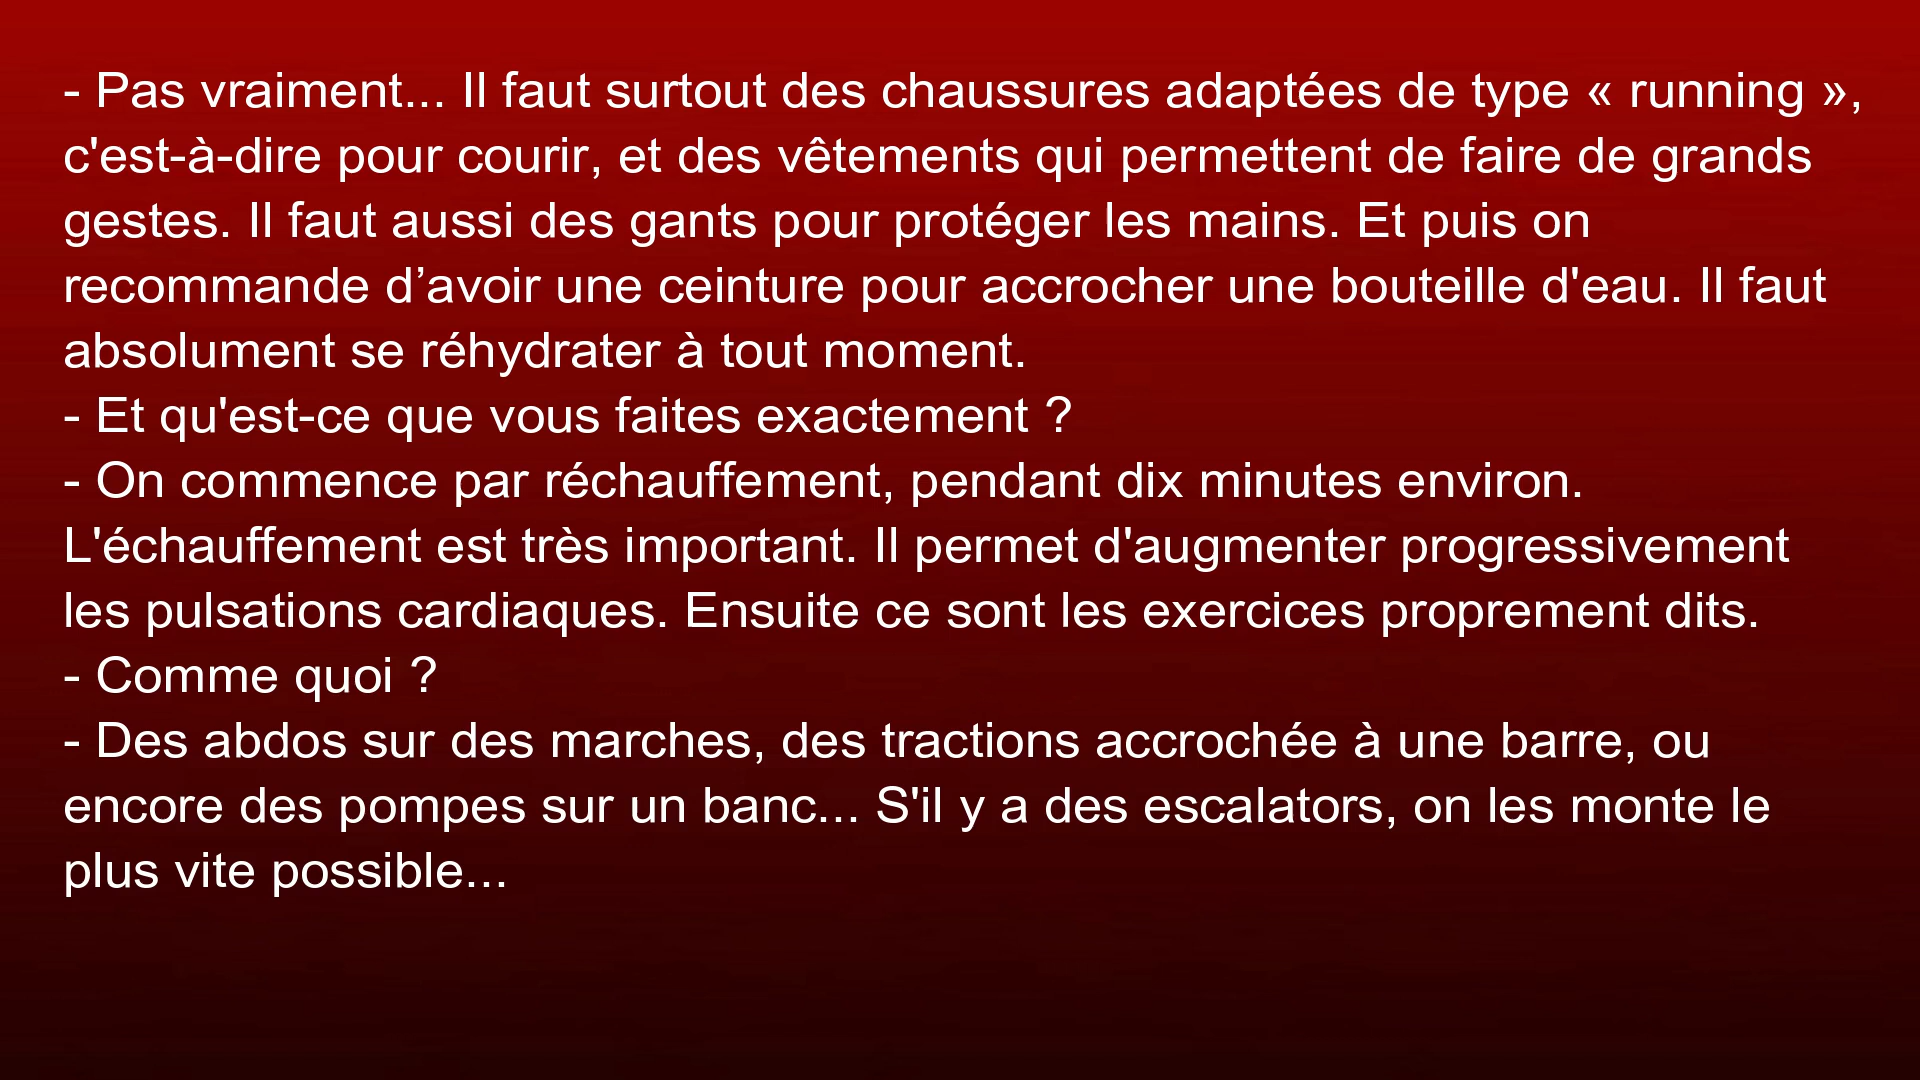 - Pas vraiment... Il faut surtout des chaussures adaptées de type « running »,
c'est-à-dire pour courir, et des vêtements qui permettent de faire de grands
gestes. Il faut aussi des gants pour protéger les mains. Et puis on
recommande d’avoir une ceinture pour accrocher une bouteille d'eau. Il faut
absolument se réhydrater à tout moment.
- Et qu'est-ce que vous faites exactement ?
- On commence par réchauffement, pendant dix minutes environ.
L'échauffement est très important. Il permet d'augmenter progressivement
les pulsations cardiaques. Ensuite ce sont les exercices proprement dits.
- Comme quoi ?
- Des abdos sur des marches, des tractions accrochée à une barre, ou
encore des pompes sur un banc... S'il y a des escalators, on les monte le
plus vite possible...